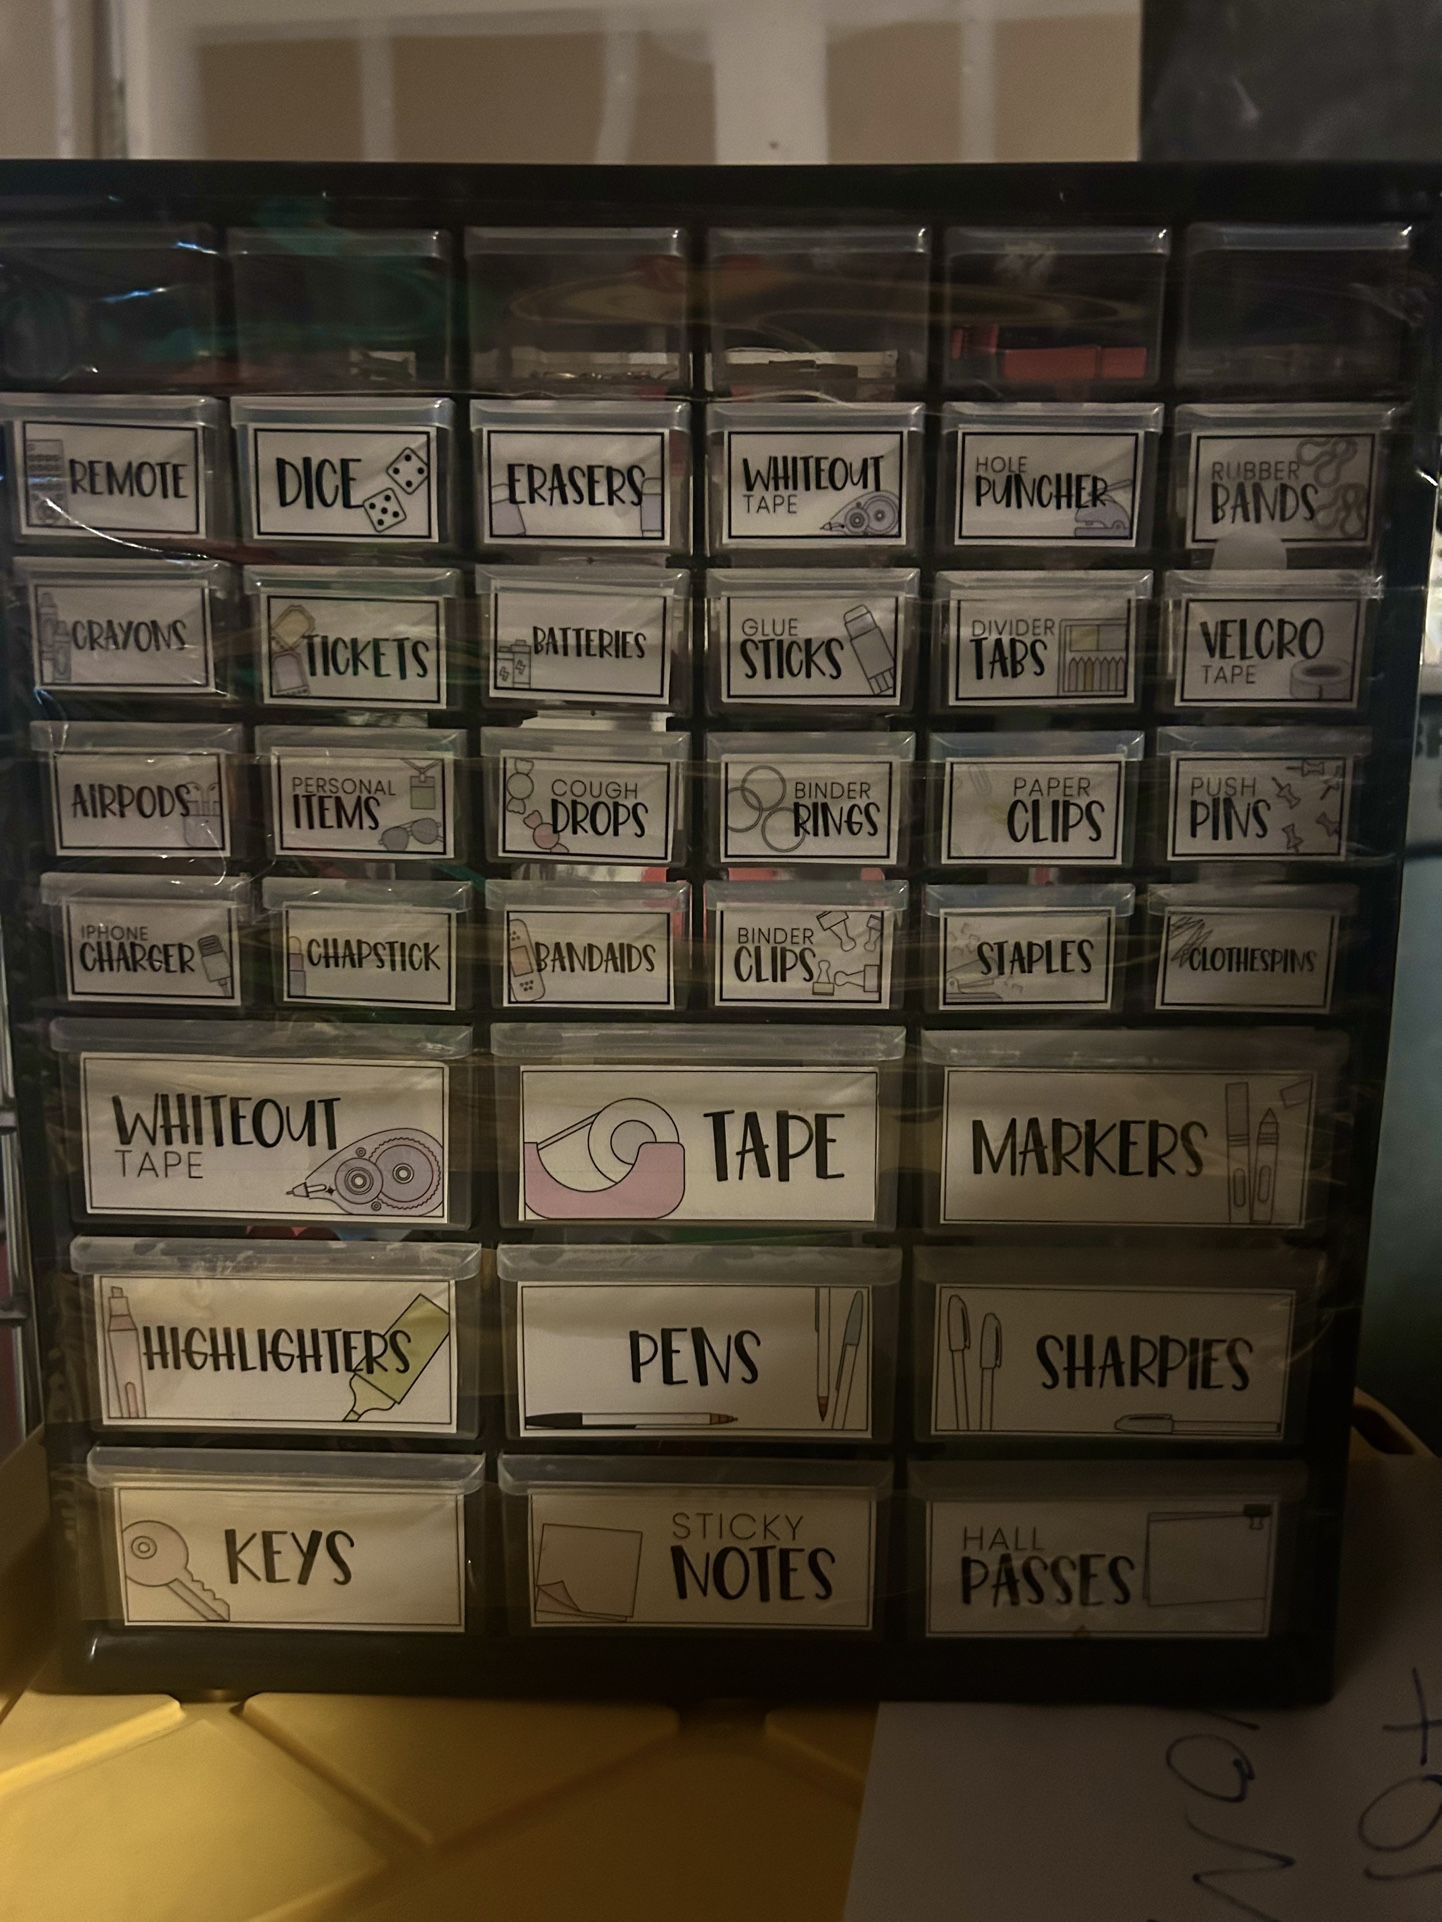 REMOTE
DICE
ERASERS
WHITEOUT
TAPE
HOLE
PUNCHER
RUBBER
BANDS
CRAYONS
TICKETS
BATTERIES
GLUE
STICKS
DIVIDER
TABS
VELCRO
TAPE
AIRPODS
PERSONAL
ITEMS
COUGH
DROPS
BINDER
RINGS
PAPER
CLIPS
PUSH
PINS
IPHONE
CHARGER
CHAPSTICK
BANDAIDS
BINDER
CLIPS
STAPLES
CLOTHESPINS
WHITEOUT
TAPE
TAPE
MARKERS
HIGHLIGHTERS
PENS
SHARPIES
KEYS
STICKY
NOTES
HALL
PASSES